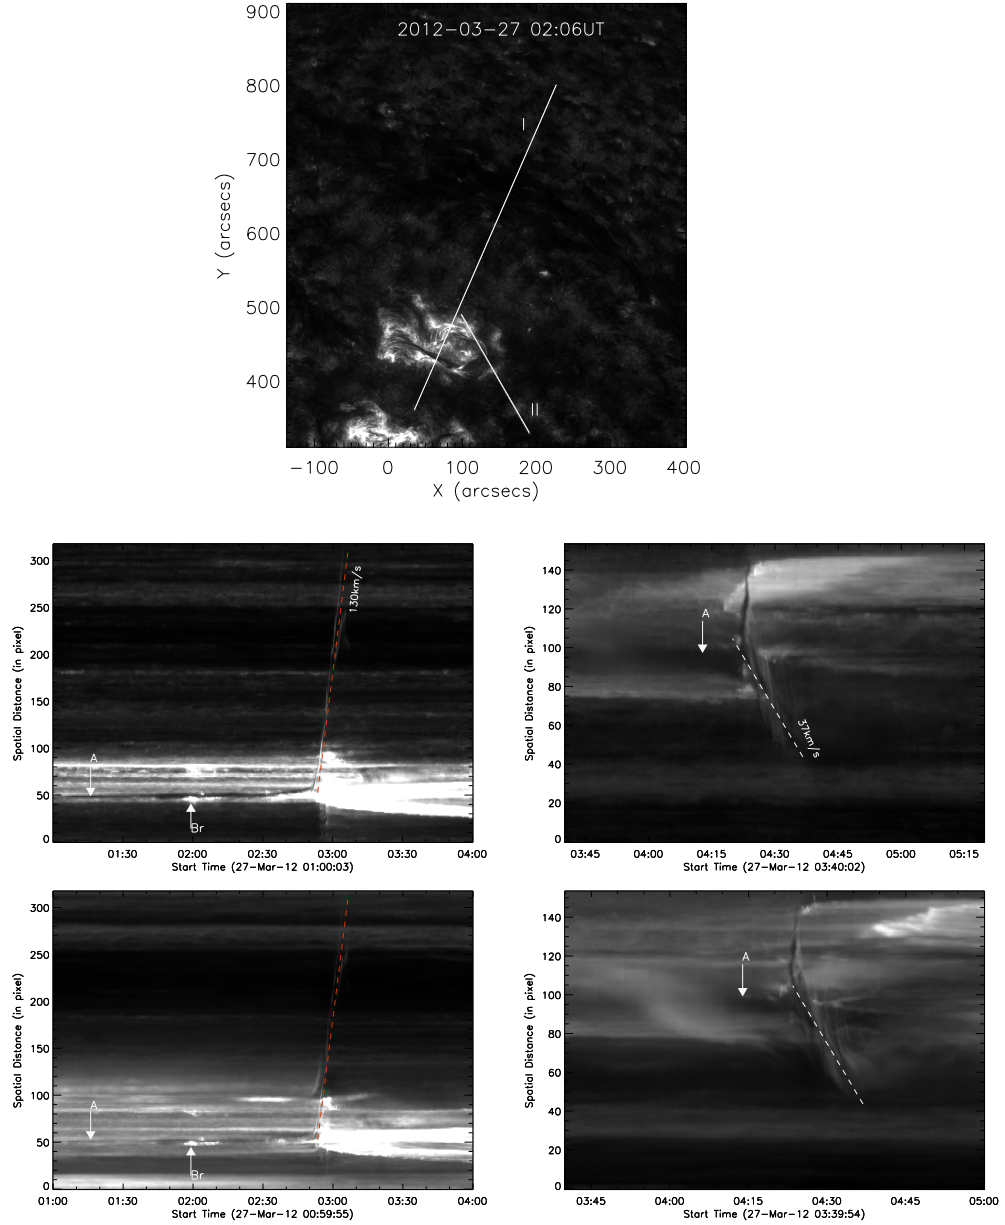 2012-03-27 02:06UT
900
800
700
600
500
400
Y (arcsecs)
I
II
-100 0 100 200 300 400
X (arcsecs)
300
250
200
150
100
50
0
Spatial Distance (in pixel)
130km/s
A
Br
01:30 02:00 02:30 03:00 03:30 04:00
Start Time (27-Mar-12 01:00:03)
140
120
100
80
60
40
20
0
Spatial Distance (in pixel)
A
37km/s
03:45 04:00 04:15 04:30 04:45 05:00 05:15
Start Time (27-Mar-12 03:40:02)
300
250
200
150
100
50
0
Spatial Distance (in pixel)
A
Br
01:00 01:30 02:00 02:30 03:00 03:30 04:00
Start Time (27-Mar-12 00:59:55)
140
120
100
80
60
40
20
0
Spatial Distance (in pixel)
A
03:45 04:00 04:15 04:30 04:45 05:00
Start Time (27-Mar-12 03:39:54)